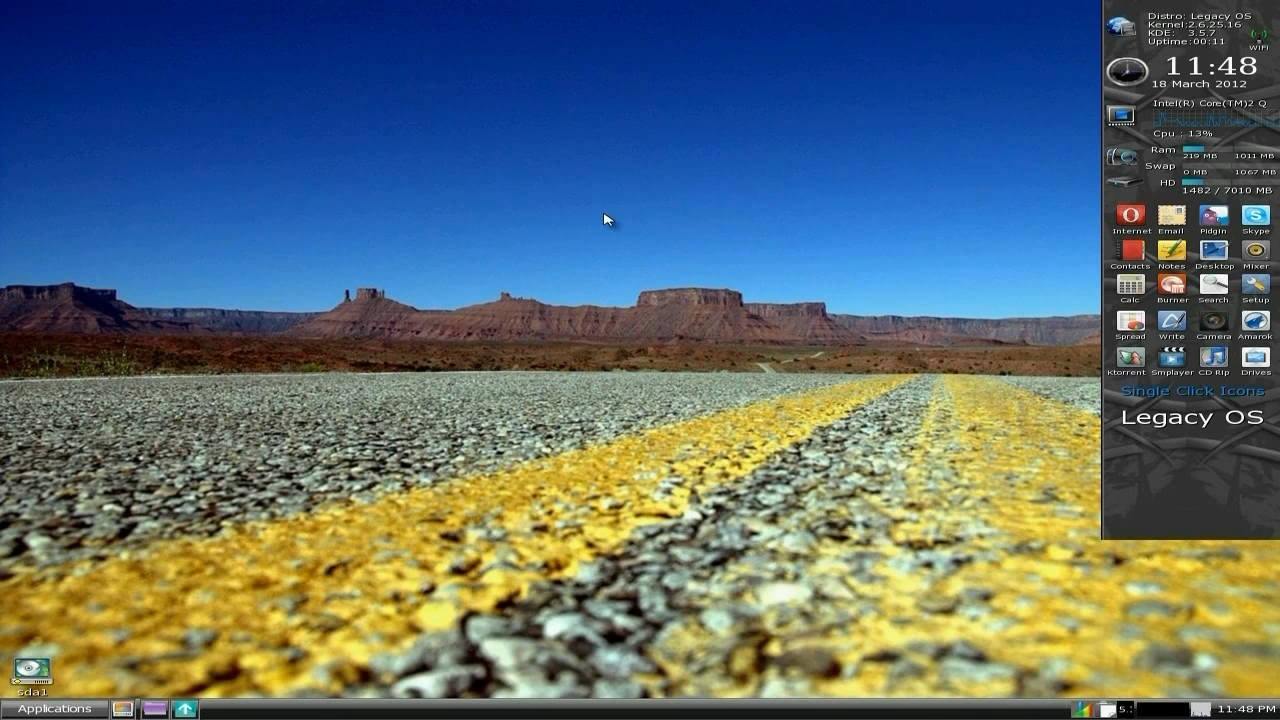 Distro: Legacy OS
Kernel:2.6.25.16
KDE: 3.5.7
Uptime:00:11
WIFI
11:48
18 March 2012
Intel(R) Core(TM)2 Q
Cpu : 13%
Ram
219 MB 1011 MB
Swap
0 MB 1067 MB
HD
1482 / 7010 MB
Internet Email Pidgin Skype
Contacts Notes Desktop Mixer
Calc Burner Search Setup
Spread Write Camera Amarok
Ktorrent Smplayer CD Rip Drives
Single Click Icons
Legacy OS
sda1
Applications 5.: 11:48 PM